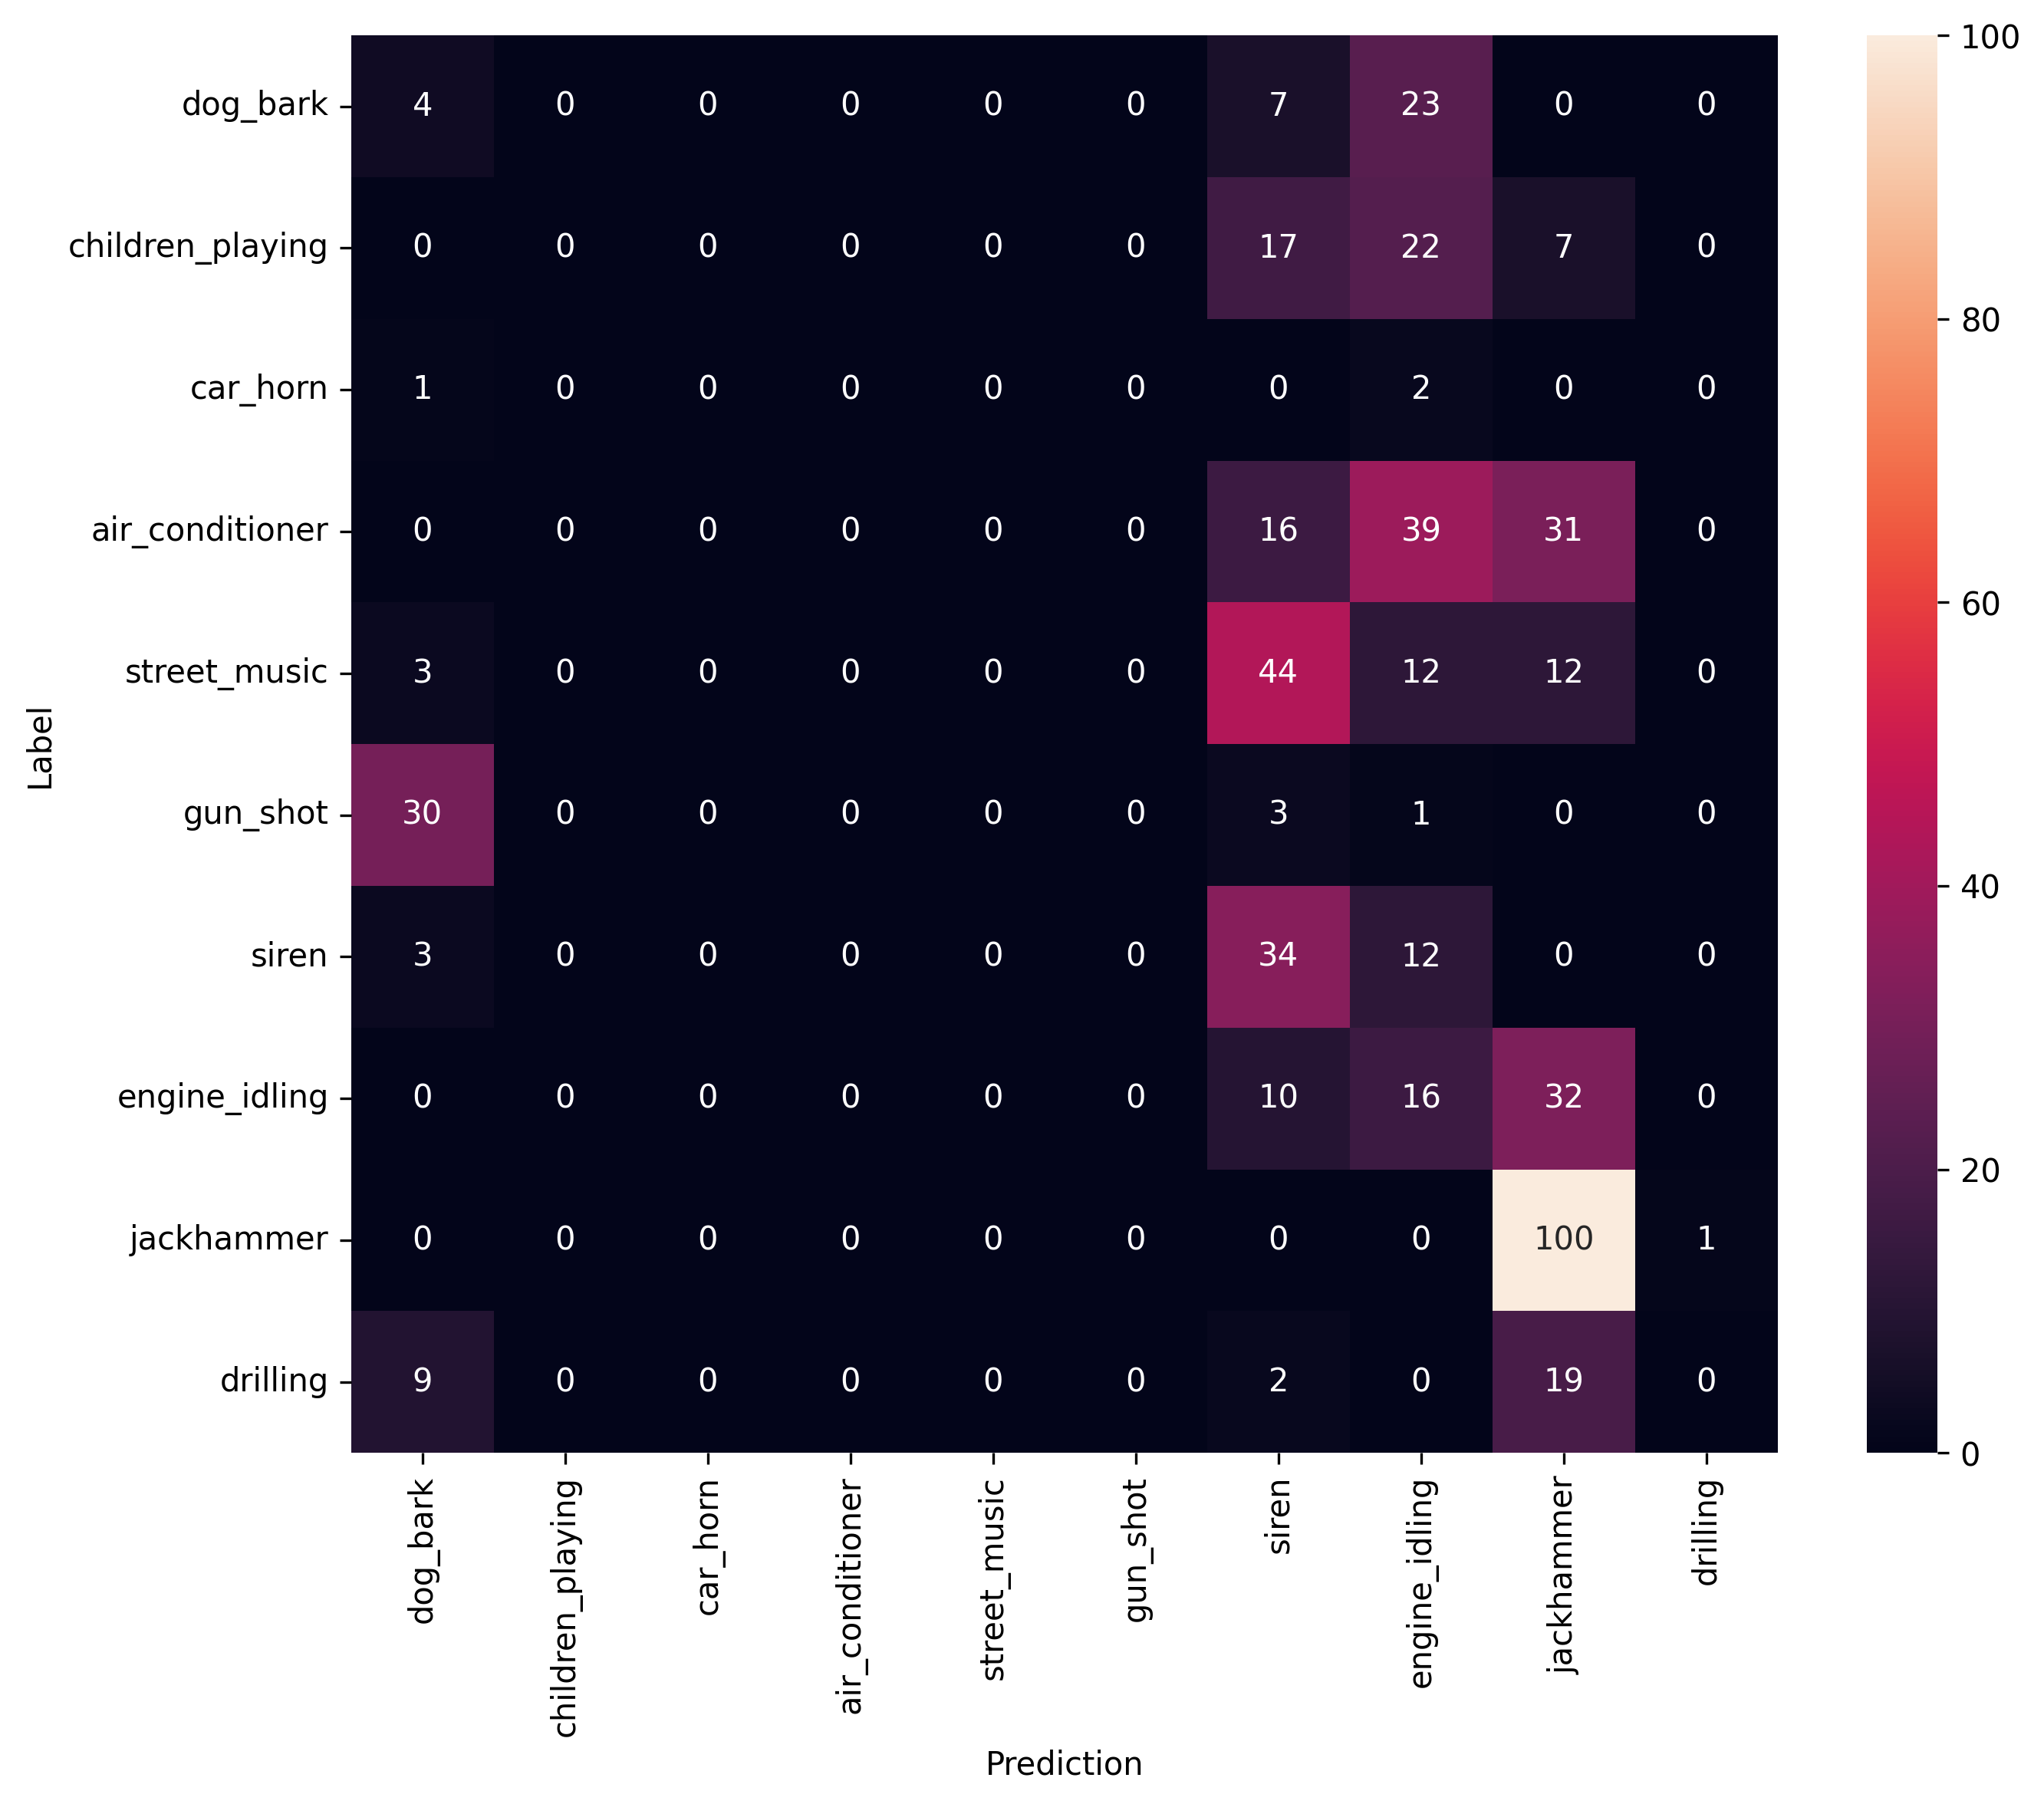 dog_bark 4 0 0 0 0 0 7 23 0 0
children_playing 0 0 0 0 0 0 17 22 7 0
car_horn 1 0 0 0 0 0 0 2 0 0
air_conditioner 0 0 0 0 0 0 16 39 31 0
street_music 3 0 0 0 0 0 44 12 12 0
gun_shot 30 0 0 0 0 0 3 1 0 0
siren 3 0 0 0 0 0 34 12 0 0
engine_idling 0 0 0 0 0 0 10 16 32 0
jackhammer 0 0 0 0 0 0 0 0 100 1
drilling 9 0 0 0 0 0 2 0 19 0
Label
dog_bark
children_playing
car_horn
air_conditioner
street_music
gun_shot
siren
engine_idling
jackhammer
drilling
Prediction
100
80
60
40
20
0